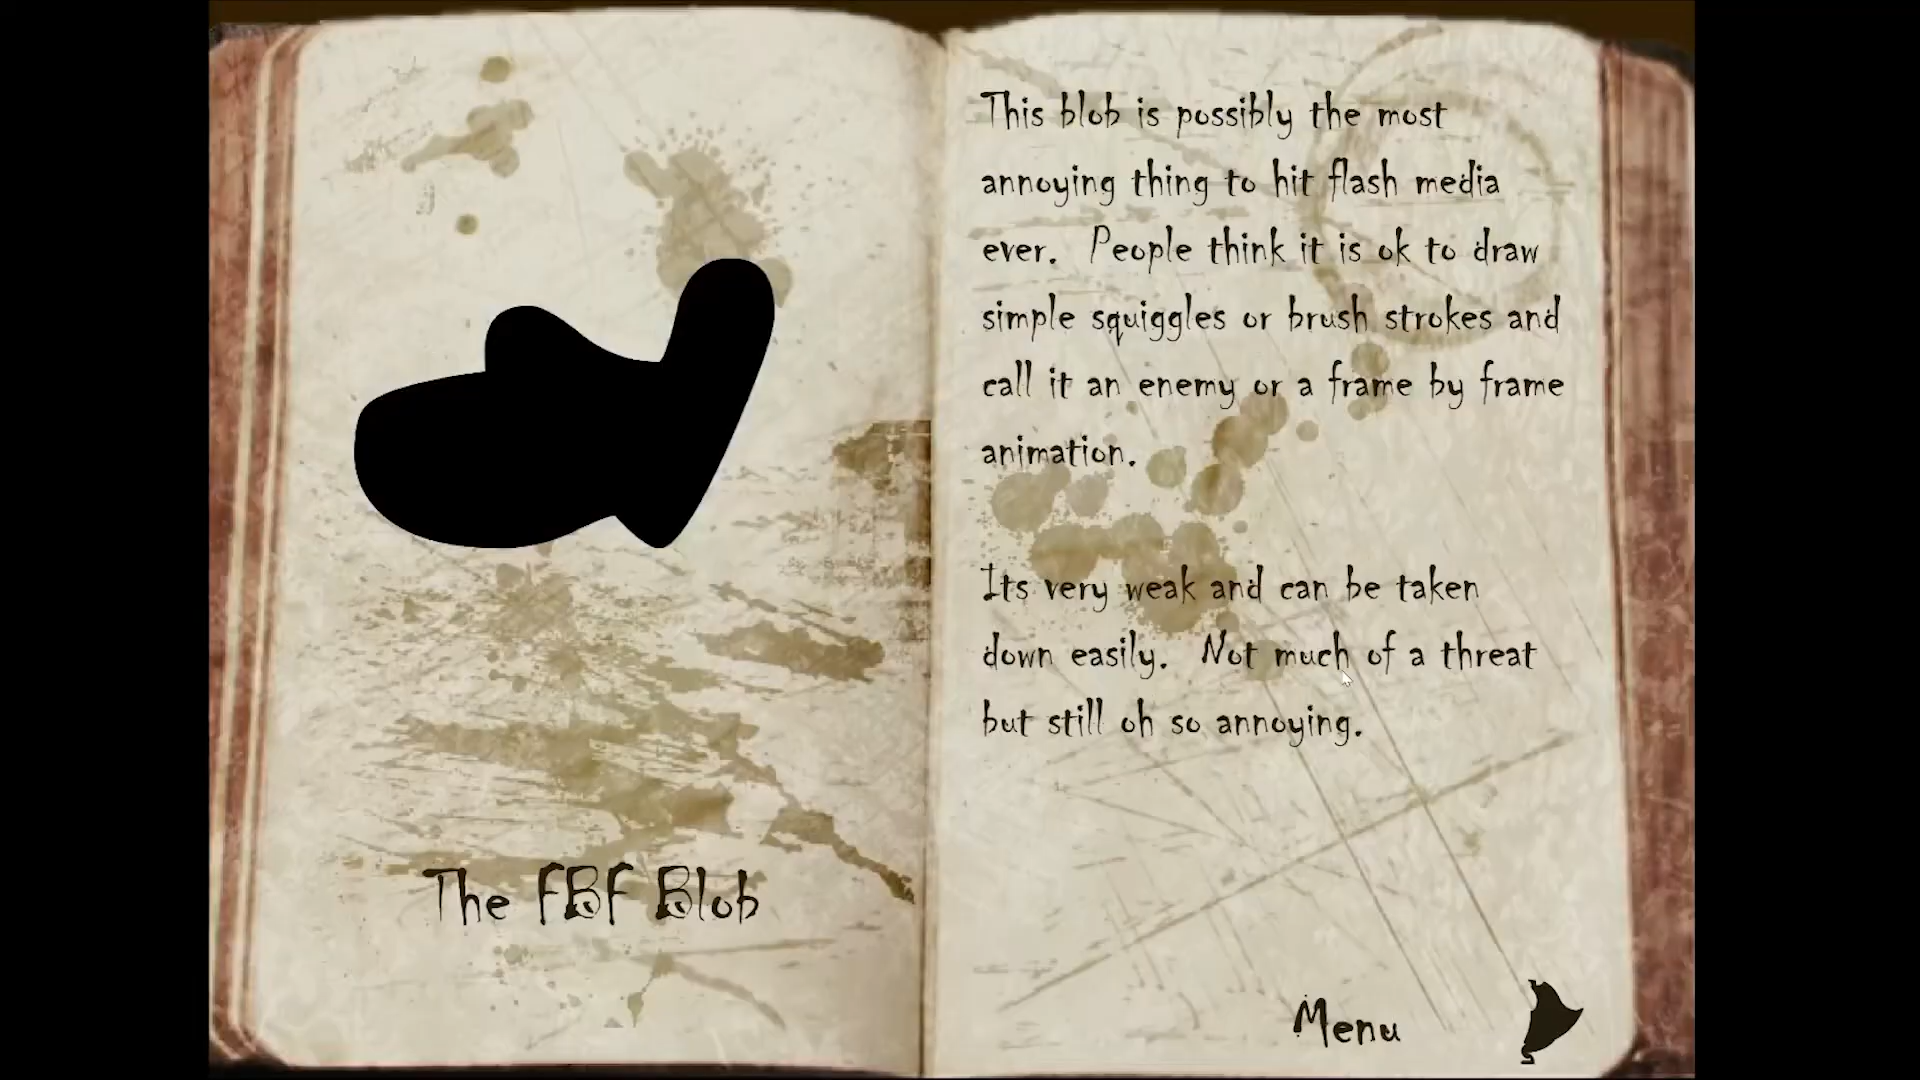 This blob is possibly the most
annoying thing to hit flash media
ever. People think it is ok to draw
simple squiggles or brush strokes and
call it an enemy or a frame by frame
animation.
Its very weak and can be taken
down easily. Not much of a threat
but still oh so annoying.
The FBF Blob
Menu